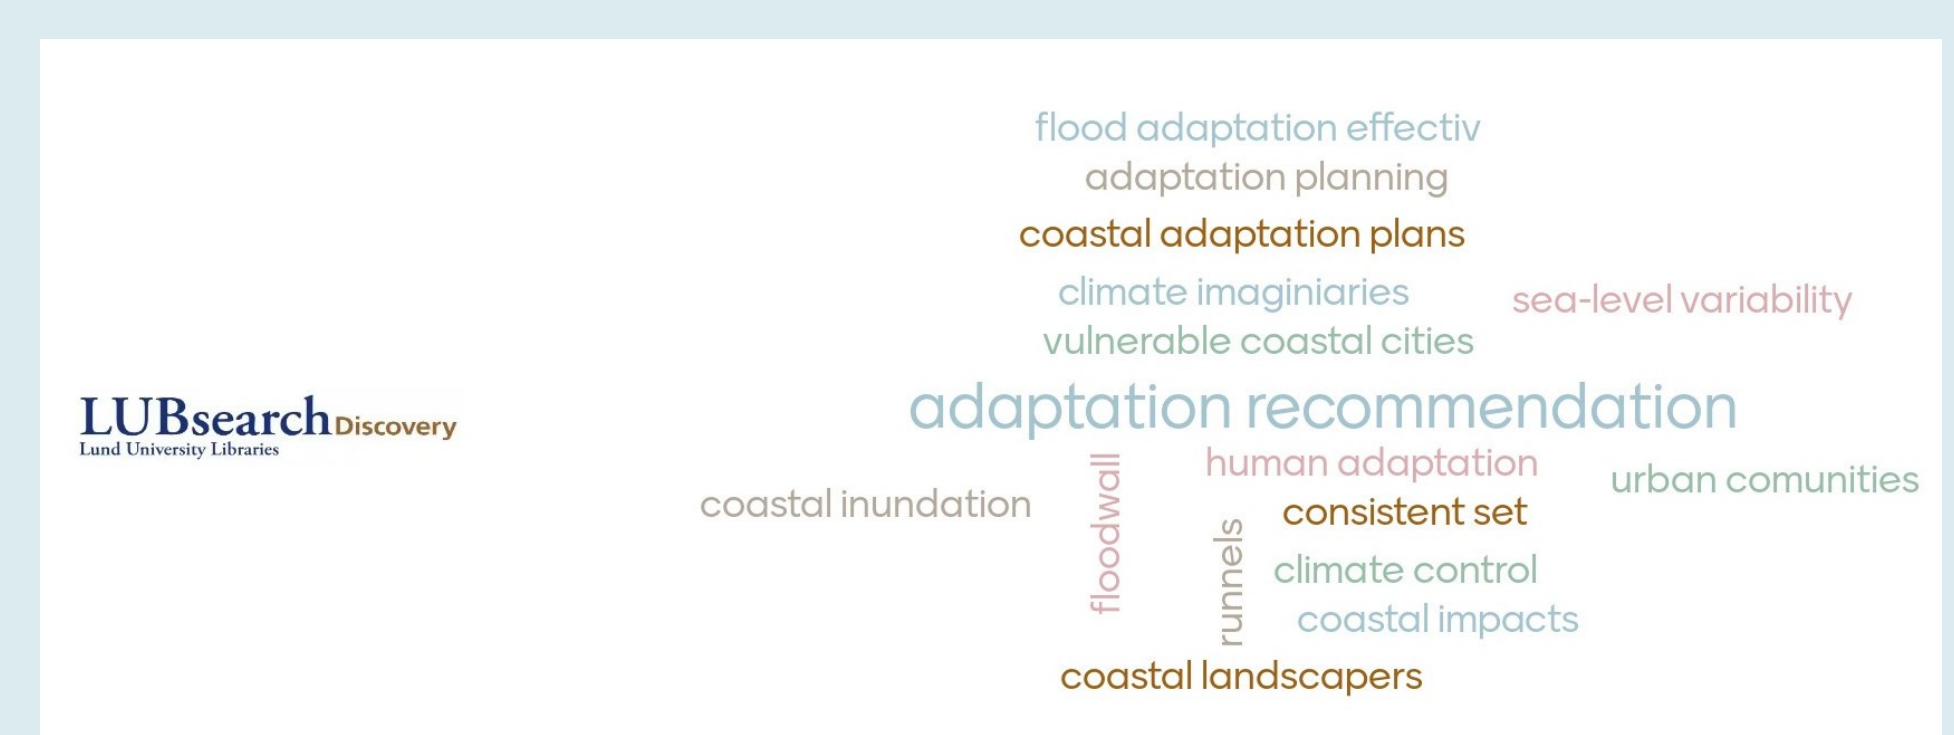 LUBsearch Discovery
Lund University Libraries
flood adaptation effectiv
adaptation planning
coastal adaptation plans
climate imaginiaries
sea-level variability
vulnerable coastal cities
adaptation recommendation
human adaptation
urban comunities
coastal inundation
floodwall
consistent set
runnels
climate control
coastal impacts
coastal landscapers